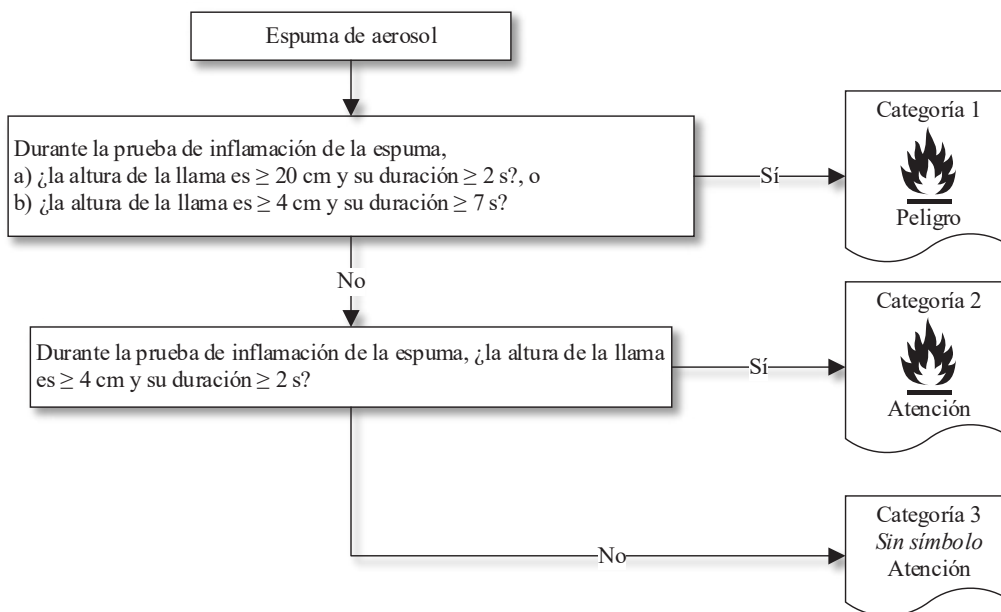 Espuma de aerosol
Durante la prueba de inflamación de la espuma,
a) ¿la altura de la llama es ≥ 20 cm y su duración ≥ 2 s?, o
b) ¿la altura de la llama es ≥ 4 cm y su duración ≥ 7 s?
Sí
Categoría 1
Peligro
No
Durante la prueba de inflamación de la espuma, ¿la altura de la llama
es ≥ 4 cm y su duración ≥ 2 s?
Sí
Categoría 2
Atención
No
Categoría 3
Sin símbolo
Atención